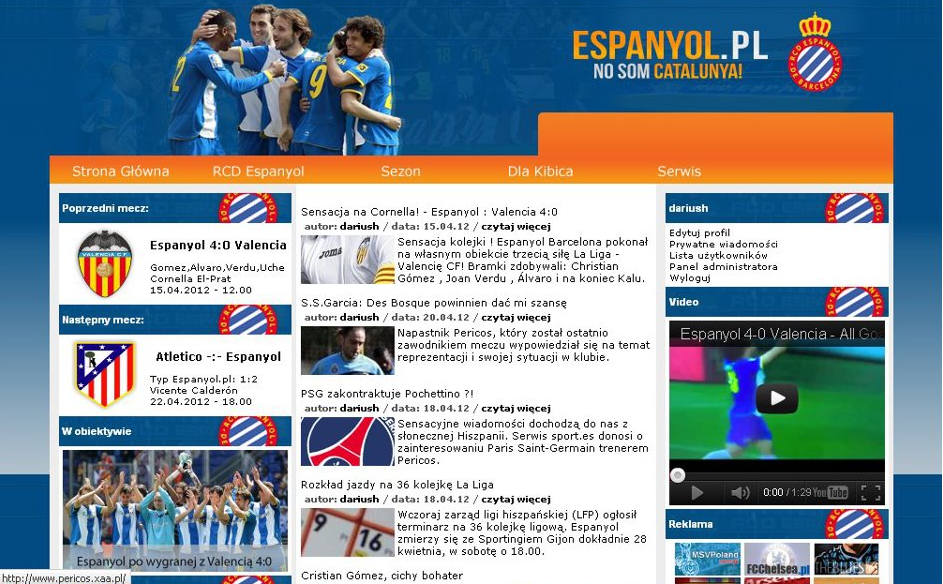 ESPANYOL.PL
NO SOM CATALUNYA!
RCD ESPANYOL
DE BARCELONA
Strona Główna
RCD Espanyol
Sezon
Dla Kibica
Serwis
Poprzedni mecz:
VALENCIA C.F
Espanyol 4:0 Valencia
Gomez,Alvaro,Verdu,Uche
Cornella El-Prat
15.04.2012 - 12.00
Następny mecz:
Atletico -:- Espanyol
Typ Espanyol.pl: 1:2
Vicente Calderón
22.04.2012 - 18.00
W obiektywie
Espanyol po wygranej z Valencią 4:0
http://www.pericos.xaa.pl/
Sensacja na Cornella! - Espanyol : Valencia 4:0
autor: dariush / data: 15.04.12 / czytaj więcej
Joma
Sensacja kolejki ! Espanyol Barcelona pokonał
na własnym obiekcie trzecią siłę La Liga -
Valencię CF! Bramki zdobywali: Christian
Gómez , Joan Verdu , Álvaro i na koniec Kalu.
S.S.Garcia: Des Bosque powinnien dać mi szansę
autor: dariush / data: 20.04.12 / czytaj więcej
Napastnik Pericos, który został ostatnio
zawodnikiem meczu wypowiedział się na temat
reprezentacji i swojej sytuacji w klubie.
PSG zakontraktuje Pochettino ?!
autor: dariush / data: 18.04.12 / czytaj więcej
Sensacyjne wiadomości dochodzą do nas z
słonecznej Hiszpanii. Serwis sport.es donosi o
zainteresowaniu Paris Saint-Germain trenerem
Pericos.
Rozkład jazdy na 36 kolejkę La Liga
autor: dariush / data: 18.04.12 / czytaj więcej
9
16
Wczoraj zarząd ligi hiszpańskiej (LFP) ogłosił
terminarz na 36 kolejkę ligową. Espanyol
zmierzy się ze Sportingiem Gijon dokładnie 28
kwietnia, w sobotę o 18.00.
Cristian Gómez, cichy bohater
dariush
Edytuj profil
Prywatne wiadomości
Lista użytkowników
Panel administratora
Wyloguj
Video
Espanyol 4-0 Valencia - All Go
0:00 / 1:29 YouTube
Reklama
MSVPoland
FCChelsea.pl
THEBLUES